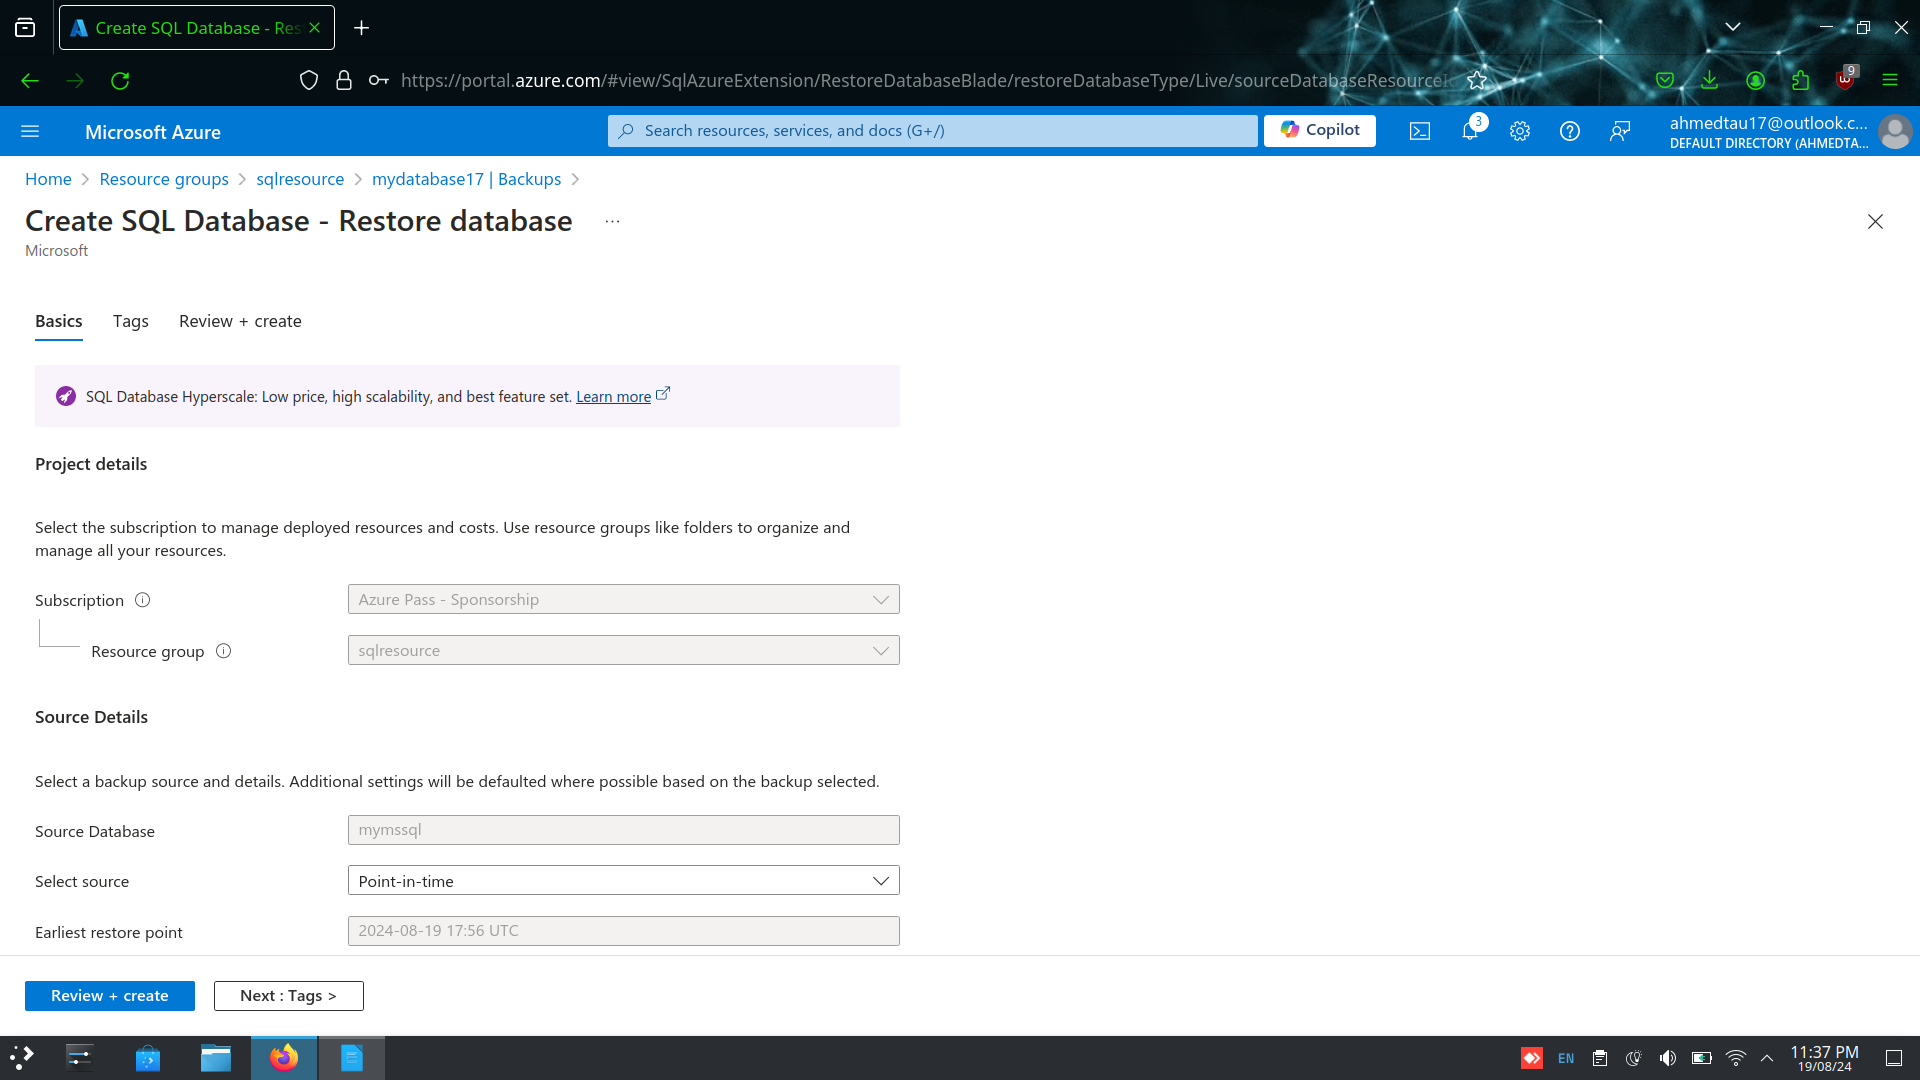 Create SQL Database - Res
https://portal.azure.com/#view/SqlAzureExtension/RestoreDatabaseBlade/restoreDatabaseType/Live/sourceDatabaseResourceI
9
Microsoft Azure
Search resources, services, and docs (G+/)
Copilot
3
ahmedtau17@outlook.c...
DEFAULT DIRECTORY (AHMEDTA...
Home > Resource groups > sqlresource > mydatabase17 | Backups >
Create SQL Database - Restore database ...
Microsoft
Basics Tags Review + create
SQL Database Hyperscale: Low price, high scalability, and best feature set. Learn more
Project details
Select the subscription to manage deployed resources and costs. Use resource groups like folders to organize and
manage all your resources.
Subscription
Azure Pass - Sponsorship
Resource group
sqlresource
Source Details
Select a backup source and details. Additional settings will be defaulted where possible based on the backup selected.
Source Database
mymssql
Select source
Point-in-time
Earliest restore point
2024-08-19 17:56 UTC
Review + create
Next : Tags >
EN
11:37 PM
19/08/24